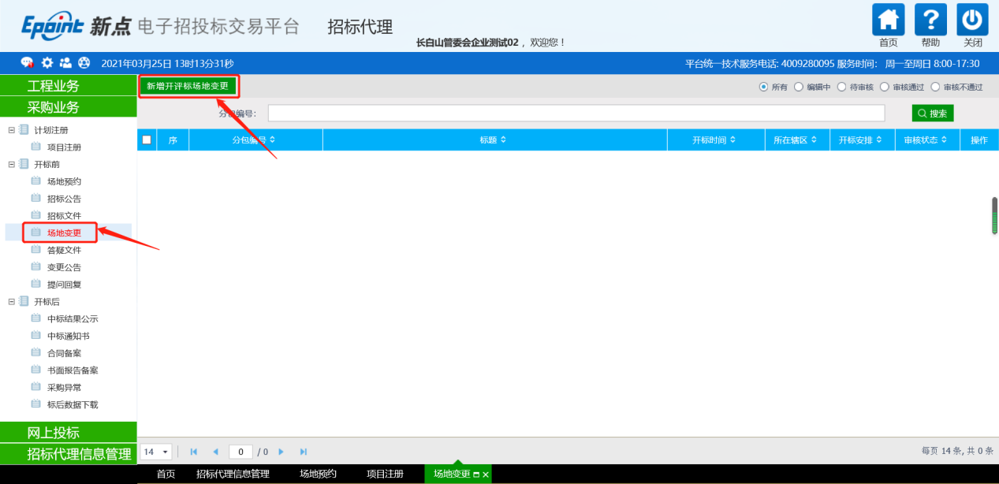 Epoint 新点 电子招投标交易平台 招标代理
长白山管委会企业测试02 ，欢迎您！
首页 帮助 关闭
2021年03月25日 13时13分31秒
平台统一技术服务电话: 4009280095 服务时间: 周一至周日 8:00-17:30
工程业务
采购业务
计划注册
项目注册
开标前
场地预约
招标公告
招标文件
场地变更
答疑文件
变更公告
提问回复
开标后
中标结果公示
中标通知书
合同备案
书面报告备案
采购异常
标后数据下载
网上投标
招标代理信息管理
新增开评标场地变更
所有 编辑中 待审核 审核通过 审核不通过
分包编号: 搜索
序 分包编号 标题 开标时间 所在辖区 开标安排 审核状态 操作
14 0 / 0 每页 14 条, 共 0 条
首页 招标代理信息管理 场地预约 项目注册 场地变更